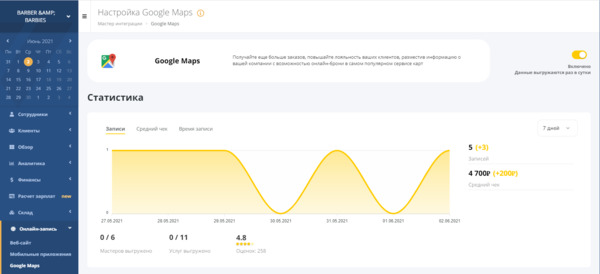 BARBER &AMP;
BARBIES
Июнь, 2021
Пн Вт Ср Чт Пт Сб Вс
31 1 2 3 4 5 6
7 8 9 10 11 12 13
14 15 16 17 18 19 20
21 22 23 24 25 26 27
28 29 30 1 2 3 4
Сотрудники
Клиенты
Обзор
Аналитика
Финансы
Расчет зарплат new
Склад
Онлайн-запись
Веб-сайт
Мобильные приложения
Google Maps
Настройка Google Maps
Мастер интеграции > Google Maps
Google Maps
Получайте ещё больше заказов, повышайте лояльность ваших клиентов, разместив информацию о
вашей компании с возможностью онлайн-брони в самом популярном сервисе карт
Включено
Данные выгружаются раз в сутки
Статистика
Записи Средний чек Время записи
7 дней
1
0
27.05.2021 28.05.2021 29.05.2021 30.05.2021 31.05.2021 01.06.2021 02.06.2021
5 (+3)
Записей
4 700₽ (+200₽)
Средний чек
0 / 6
Мастеров выгружено
0 / 11
Услуг выгружено
4.8
Оценок: 258